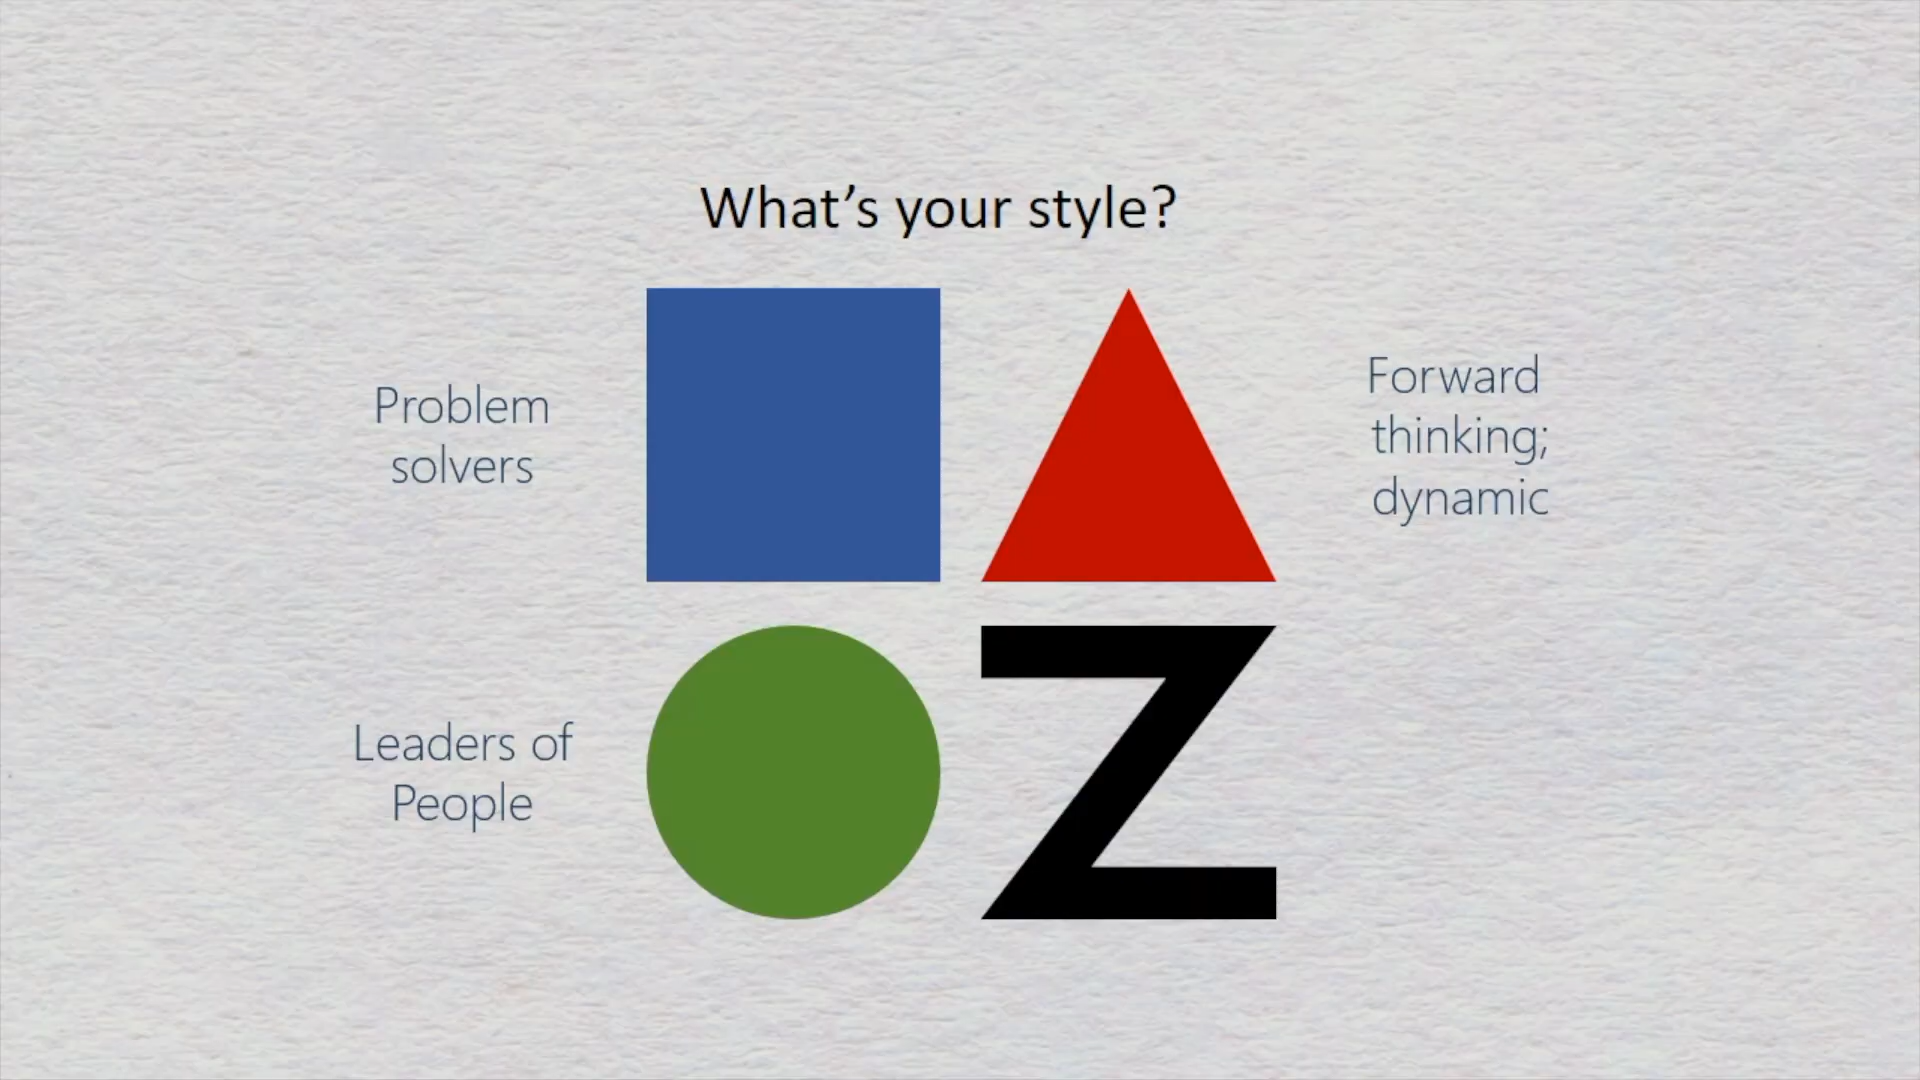 What’s your style?
Problem
solvers
Forward
thinking;
dynamic
Leaders of
People
Z